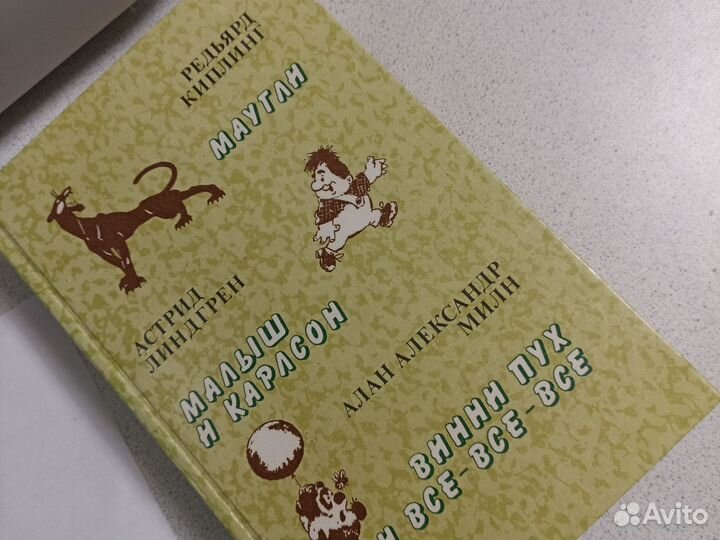 РЕДЬЯРД
КИПЛИНГ
МАУГЛИ
АСТРИД
ЛИНДГРЕН
МАЛЫШ
И КАРЛСОН
АЛАН АЛЕКСАНДР
МИЛН
ВИННИ ПУХ
И ВСЕ-ВСЕ-ВСЕ
Avito